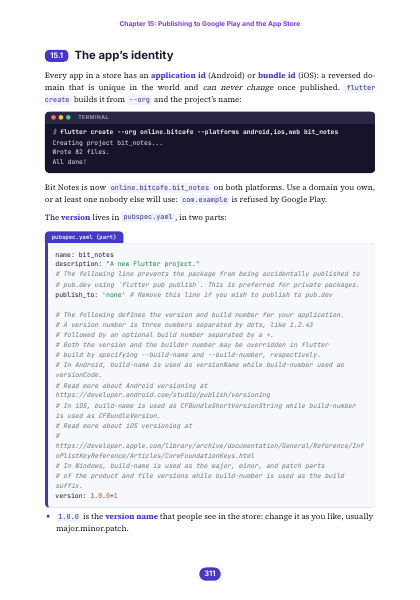 Chapter 15: Publishing to Google Play and the App Store
15.1 The app's identity
Every app in a store has an application id (Android) or bundle id (iOS): a reversed do-
main that is unique in the world and can never change once published. flutter
create builds it from --org and the project's name:
TERMINAL
$ flutter create --org online.bitcafe --platforms android,ios,web bit_notes
Creating project bit_notes...
Wrote 82 files.
All done!
Bit Notes is now online.bitcafe.bit_notes on both platforms. Use a domain you own,
or at least one nobody else will use: com.example is refused by Google Play.
The version lives in pubspec.yaml, in two parts:
pubspec.yaml (part)
name: bit_notes
description: "A new Flutter project."
# The following line prevents the package from being accidentally published to
# pub.dev using `flutter pub publish`. This is preferred for private packages.
publish_to: 'none' # Remove this line if you wish to publish to pub.dev
# The following defines the version and build number for your application.
# A version number is three numbers separated by dots, like 1.2.43
# followed by an optional build number separated by a +.
# Both the version and the builder number may be overridden in flutter
# build by specifying --build-name and --build-number, respectively.
# In Android, build-name is used as versionName while build-number used as
versionCode.
# Read more about Android versioning at
https://developer.android.com/studio/publish/versioning
# In iOS, build-name is used as CFBundleShortVersionString while build-number
is used as CFBundleVersion.
# Read more about iOS versioning at
#
https://developer.apple.com/library/archive/documentation/General/Reference/Inf
oPlistKeyReference/Articles/CoreFoundationKeys.html
# In Windows, build-name is used as the major, minor, and patch parts
# of the product and file versions while build-number is used as the build
suffix.
version: 1.0.0+1
• 1.0.0 is the version name that people see in the store: change it as you like, usually
major.minor.patch.
311